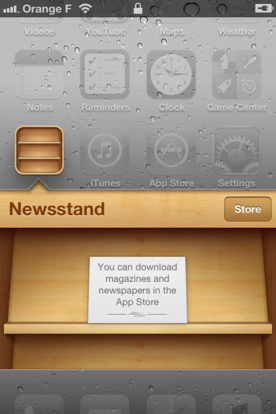 Orange F
Videos YouTube Maps Weather
Notes Reminders Clock Game Center
iTunes App Store Settings
Newsstand Store
You can download
magazines and
newspapers in the
App Store